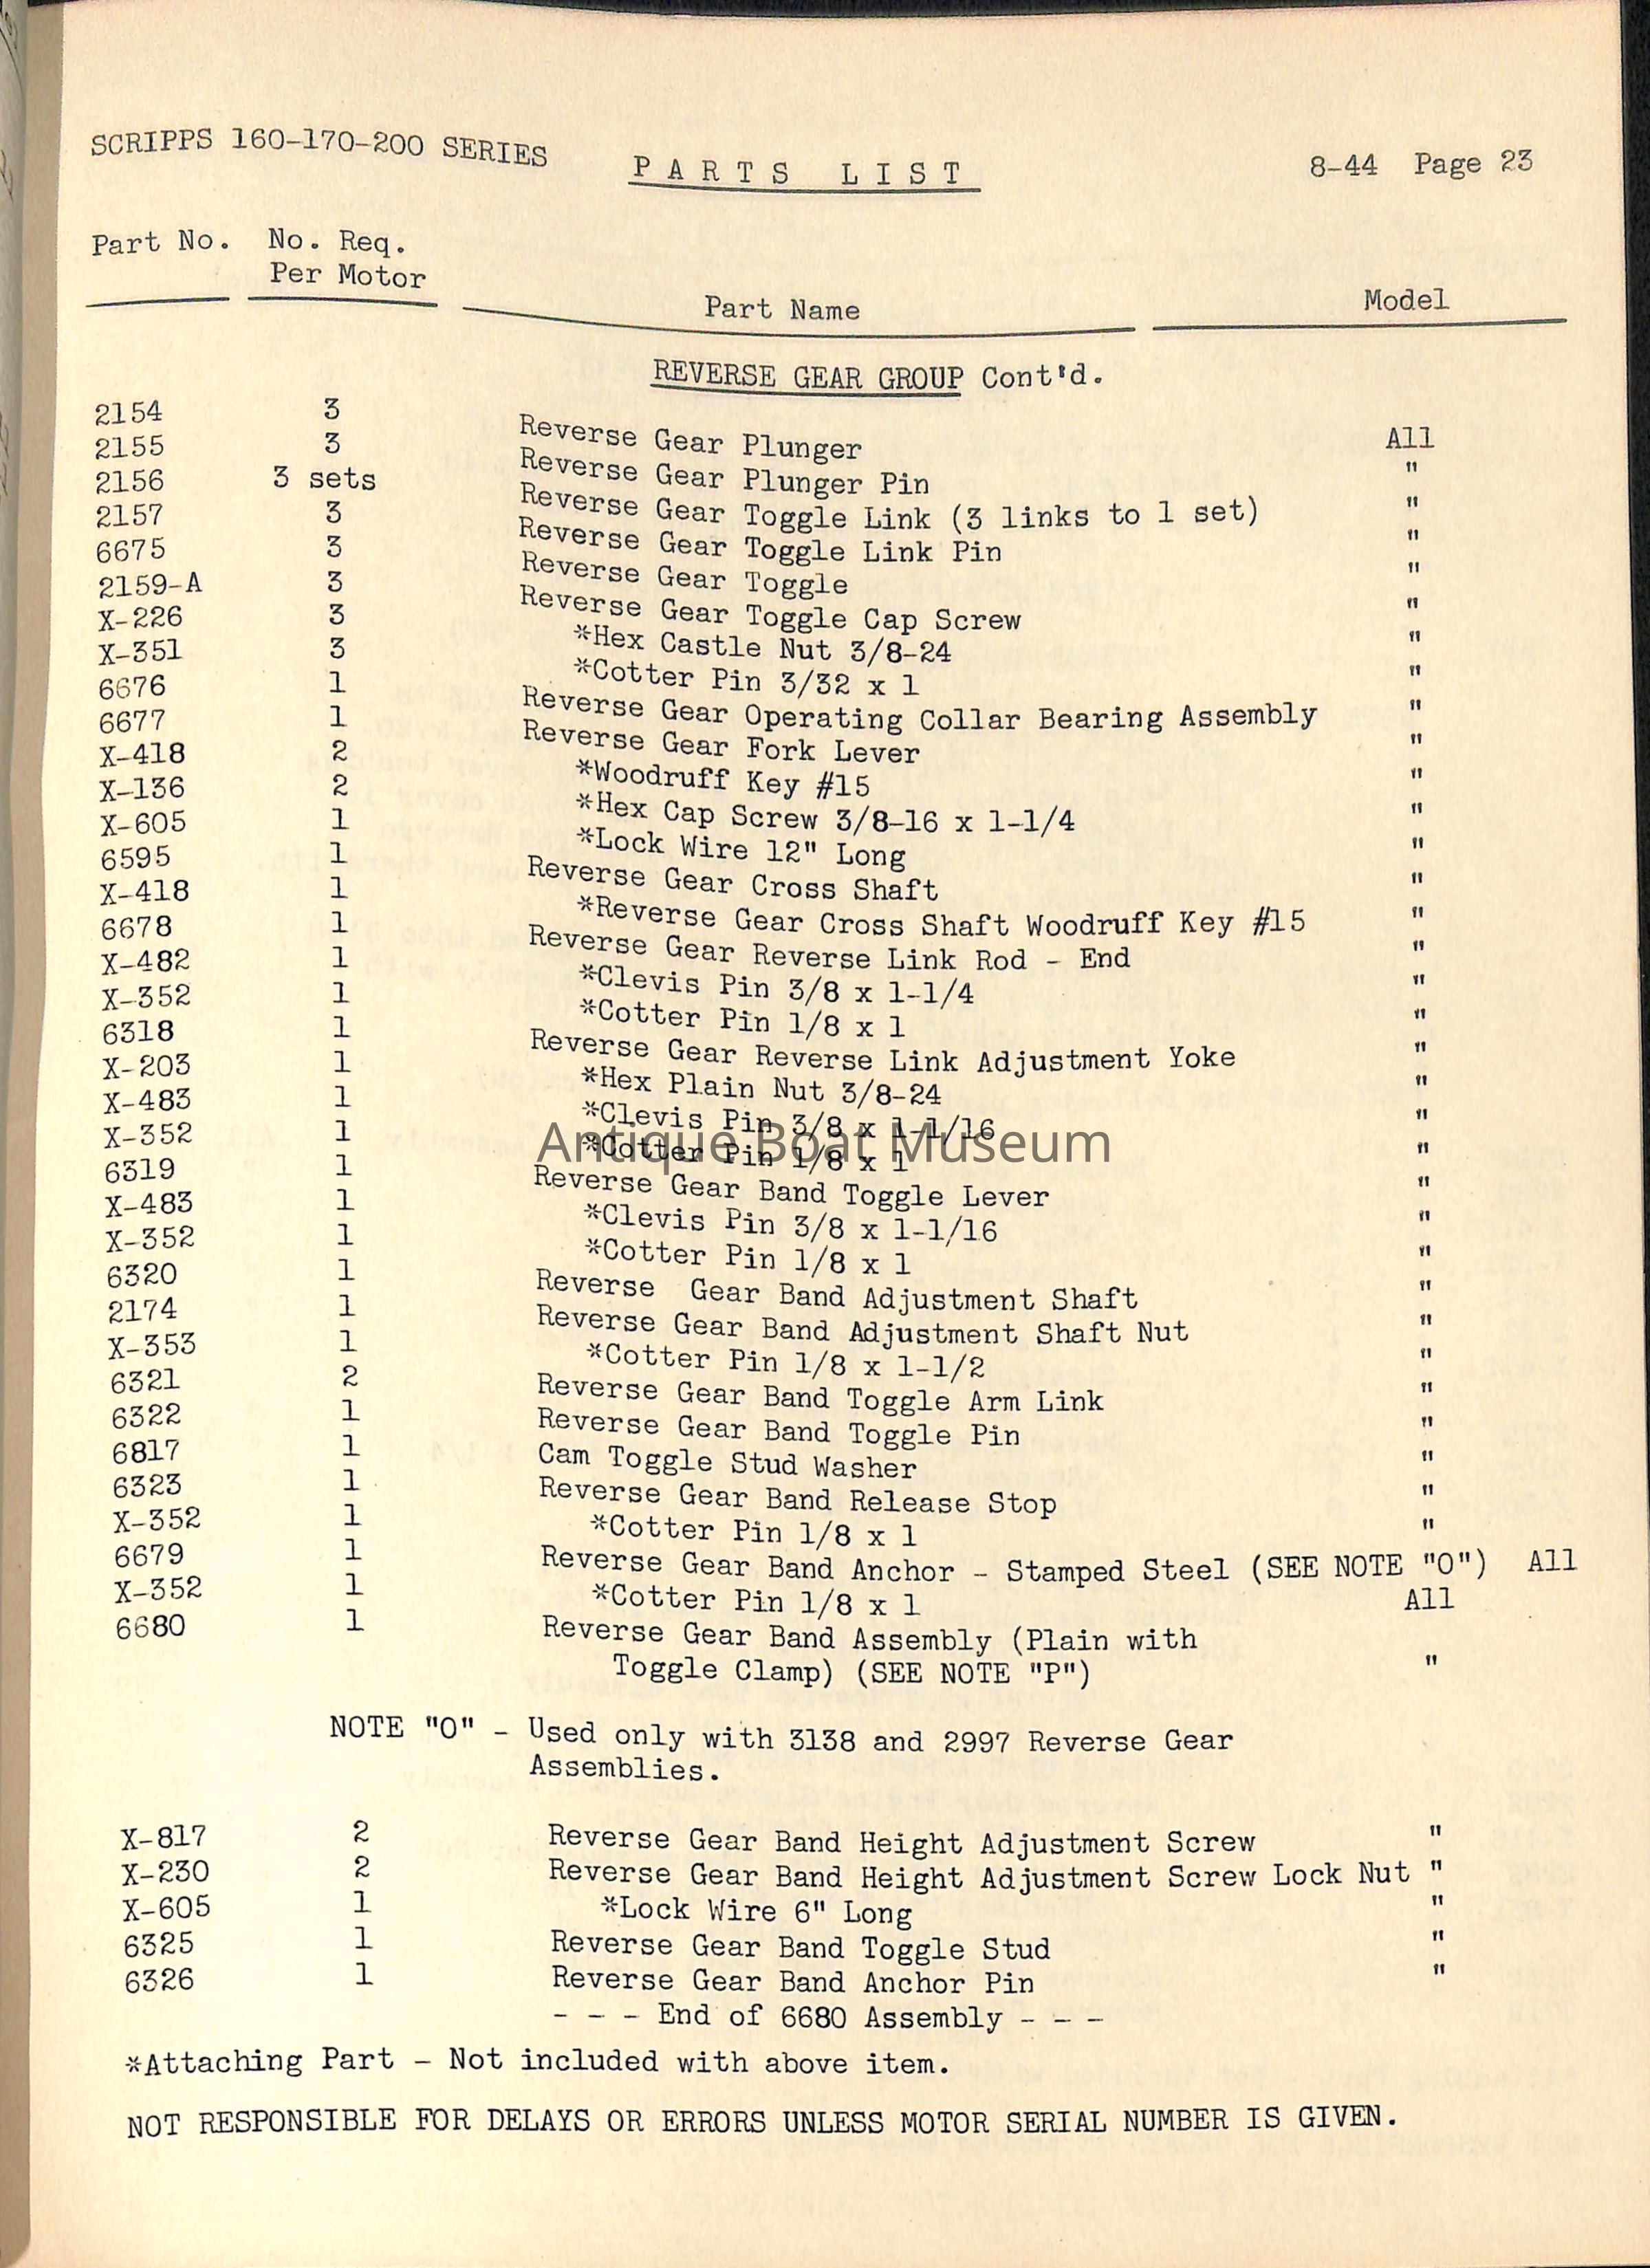 SCRIPPS 160-170-200 SERIES PARTS LIST 8-44 Page 23
Part No. No. Req. Per Motor Part Name Model
REVERSE GEAR GROUP Cont'd.
2154 3 Reverse Gear Plunger All
2155 3 Reverse Gear Plunger Pin "
2156 3 sets Reverse Gear Toggle Link (3 links to 1 set) "
2157 3 Reverse Gear Toggle Link Pin "
6675 3 Reverse Gear Toggle "
2159-A 3 Reverse Gear Toggle Cap Screw "
X-226 3 *Hex Castle Nut 3/8-24 "
X-351 3 *Cotter Pin 3/32 x 1 "
6676 1 Reverse Gear Operating Collar Bearing Assembly "
6677 1 Reverse Gear Fork Lever "
X-418 2 *Woodruff Key #15 "
X-136 2 *Hex Cap Screw 3/8-16 x 1-1/4 "
X-605 1 *Lock Wire 12" Long "
6595 1 Reverse Gear Cross Shaft "
X-418 1 *Reverse Gear Cross Shaft Woodruff Key #15 "
6678 1 Reverse Gear Reverse Link Rod - End "
X-482 1 *Clevis Pin 3/8 x 1-1/4 "
X-352 1 *Cotter Pin 1/8 x 1 "
6318 1 Reverse Gear Reverse Link Adjustment Yoke "
X-203 1 *Hex Plain Nut 3/8-24 "
X-483 1 *Clevis Pin 3/8 x 1-1/16 "
X-352 1 *Cotter Pin 1/8 x 1 "
Antique Boat Museum
6319 1 Reverse Gear Band Toggle Lever "
X-483 1 *Clevis Pin 3/8 x 1-1/16 "
X-352 1 *Cotter Pin 1/8 x 1 "
6320 1 Reverse Gear Band Adjustment Shaft "
2174 1 Reverse Gear Band Adjustment Shaft Nut "
X-353 1 *Cotter Pin 1/8 x 1-1/2 "
6321 2 Reverse Gear Band Toggle Arm Link "
6322 1 Reverse Gear Band Toggle Pin "
6817 1 Cam Toggle Stud Washer "
6323 1 Reverse Gear Band Release Stop "
X-352 1 *Cotter Pin 1/8 x 1 "
6679 1 Reverse Gear Band Anchor - Stamped Steel (SEE NOTE "O") All
X-352 1 *Cotter Pin 1/8 x 1 All
6680 1 Reverse Gear Band Assembly (Plain with
Toggle Clamp) (SEE NOTE "P") "
NOTE "O" - Used only with 3138 and 2997 Reverse Gear
Assemblies.
X-817 2 Reverse Gear Band Height Adjustment Screw "
X-230 2 Reverse Gear Band Height Adjustment Screw Lock Nut "
X-605 1 *Lock Wire 6" Long "
6325 1 Reverse Gear Band Toggle Stud "
6326 1 Reverse Gear Band Anchor Pin "
- - - End of 6680 Assembly - - -
*Attaching Part - Not included with above item.
NOT RESPONSIBLE FOR DELAYS OR ERRORS UNLESS MOTOR SERIAL NUMBER IS GIVEN.